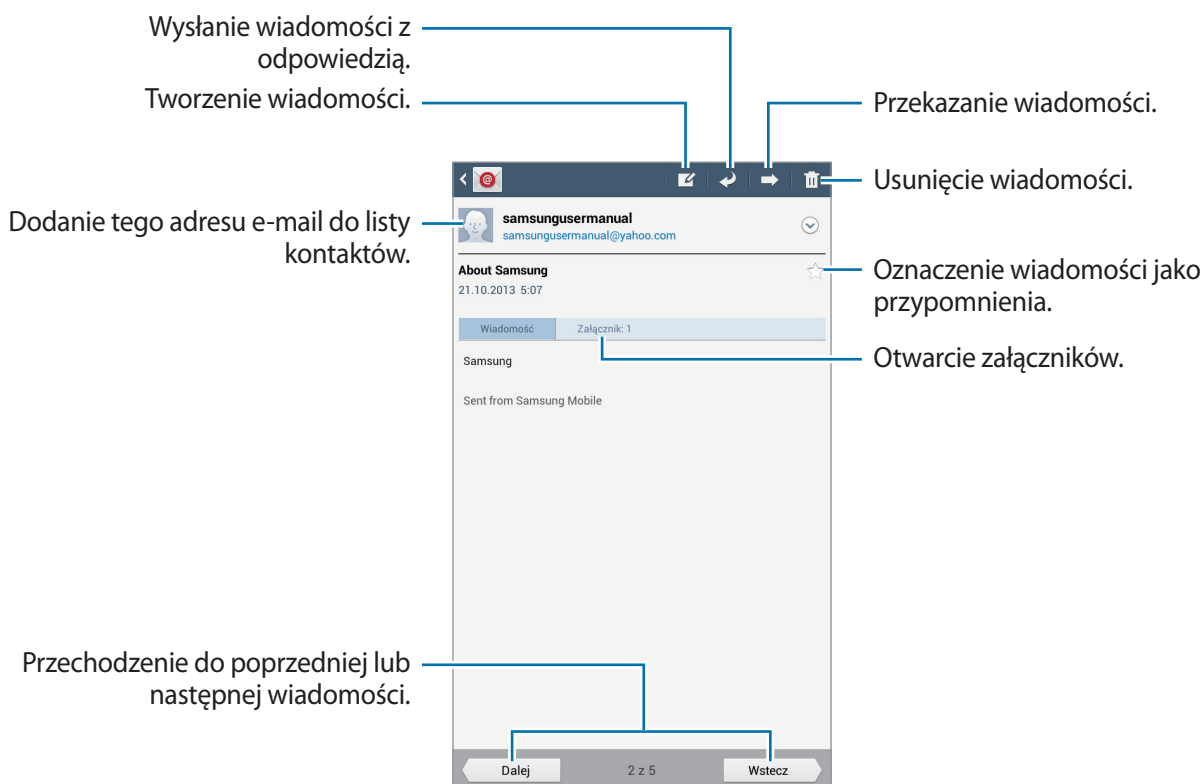 Wysłanie wiadomości z
odpowiedzią.
Tworzenie wiadomości.
Przekazanie wiadomości.
Usunięcie wiadomości.
samsungusermanual
samsungusermanual@yahoo.com
Dodanie tego adresu e-mail do listy
kontaktów.
About Samsung
21.10.2013 5:07
Oznaczenie wiadomości jako
przypomnienia.
Wiadomość Załącznik: 1
Otwarcie załączników.
Samsung
Sent from Samsung Mobile
Przechodzenie do poprzedniej lub
następnej wiadomości.
Dalej 2 z 5 Wstecz